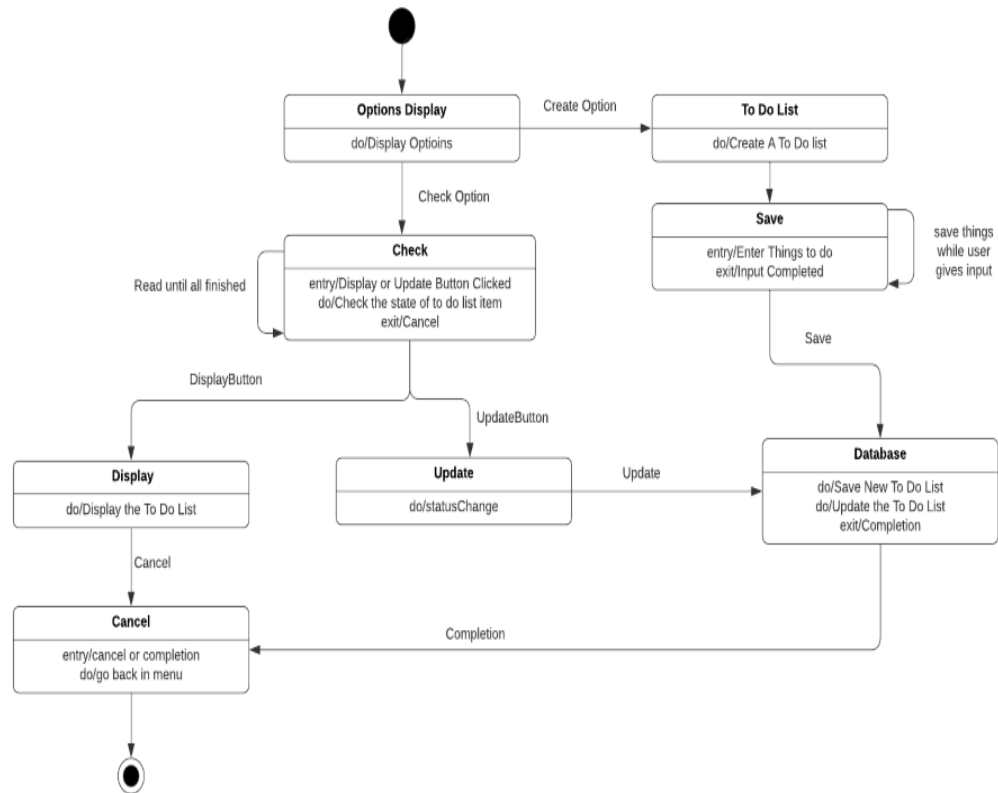 Options Display
do/Display Optioins
Create Option
To Do List
do/Create A To Do list
Check Option
Save
entry/Enter Things to do
exit/Input Completed
save things
while user
gives input
Check
entry/Display or Update Button Clicked
do/Check the state of to do list item
exit/Cancel
Read until all finished
Save
DisplayButton
UpdateButton
Display
do/Display the To Do List
Update
do/statusChange
Update
Database
do/Save New To Do List
do/Update the To Do List
exit/Completion
Cancel
Cancel
entry/cancel or completion
do/go back in menu
Completion